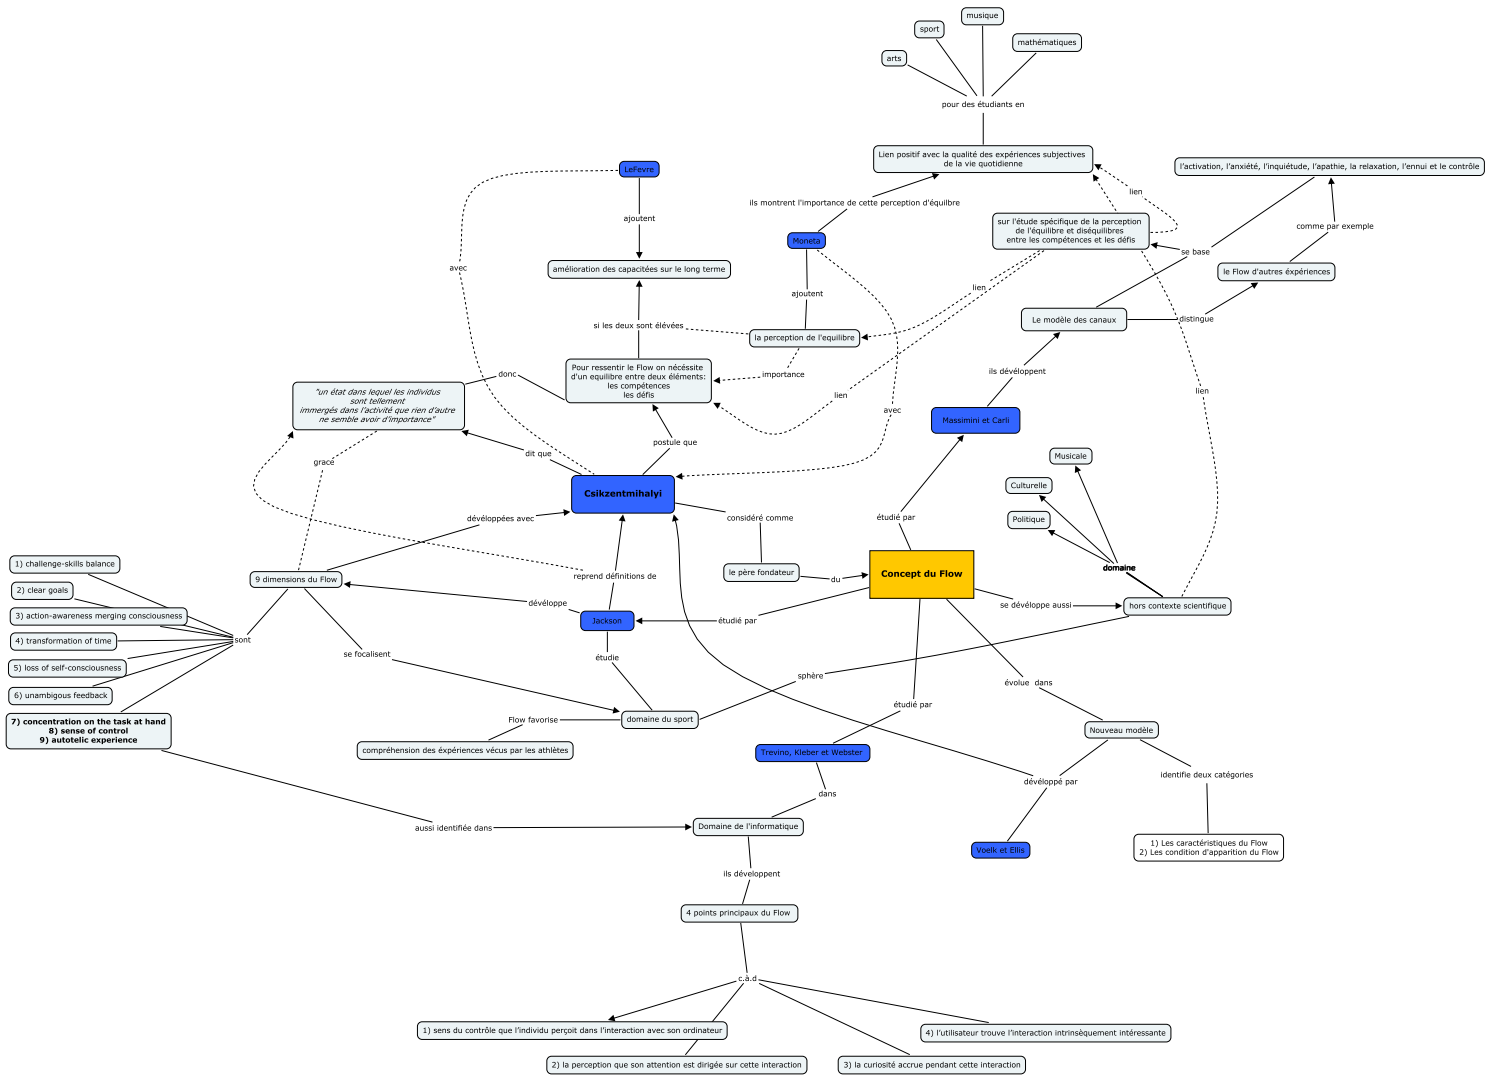 musique
sport
mathématiques
arts
pour des étudiants en
Lien positif avec la qualité des expériences subjectives
de la vie quotidienne
l'activation, l'anxiété, l'inquiétude, l'apathie, la relaxation, l'ennui et le contrôle
LeFevre
lien
ils montrent l'importance de cette perception d'équilbre
ajoutent
sur l'étude spécifique de la perception
de l'équilibre et diséquilibres
entre les compétences et les défis
comme par exemple
Moneta
se base
avec
amélioration des capacitées sur le long terme
le Flow d'autres éxpériences
lien
ajoutent
si les deux sont élévées
la perception de l'equilibre
Le modèle des canaux
distingue
Pour ressentir le Flow on nécéssite
d'un equilibre entre deux éléments:
les compétences
les défis
donc
importance
ils développent
"un état dans lequel les individus
sont tellement
immergés dans l'activité que rien d'autre
ne semble avoir d'importance"
lien
lien
avec
Massimini et Carli
postule que
dit que
grace
Musicale
Culturelle
Politique
Csikzentmihalyi
dévéloppées avec
considéré comme
étudié par
1) challenge-skills balance
9 dimensions du Flow
reprend définitions de
le père fondateur
du
Concept du Flow
domaine
2) clear goals
développe
se dévéloppe aussi
hors contexte scientifique
3) action-awareness merging consciousness
Jackson
étudié par
4) transformation of time
sont
se focalisent
étudie
5) loss of self-consciousness
sphère
évolue  dans
6) unambigous feedback
7) concentration on the task at hand
8) sense of control
9) autotelic experience
Flow favorise
domaine du sport
étudié par
Nouveau modèle
compréhension des éxpériences vécus par les athlètes
Trevino, Kleber et Webster
dévéloppé par
identifie deux catégories
dans
aussi identifiée dans
Domaine de l'informatique
Voelk et Ellis
1) Les caractéristiques du Flow
2) Les condition d'apparition du Flow
ils développent
4 points principaux du Flow
c.à.d
1) sens du contrôle que l'individu perçoit dans l'interaction avec son ordinateur
4) l'utilisateur trouve l'interaction intrinsèquement intéressante
2) la perception que son attention est dirigée sur cette interaction
3) la curiosité accrue pendant cette interaction